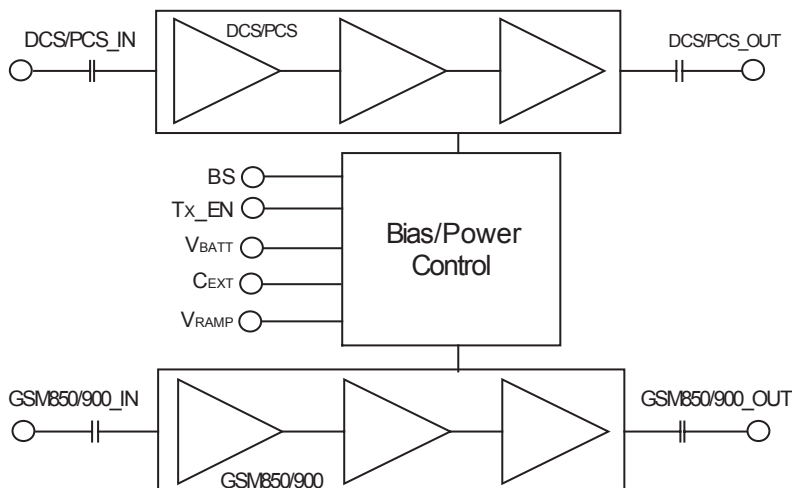 DCS/PCS_IN
DCS/PCS
DCS/PCS_OUT
BS
TX_EN
VBATT
CEXT
VRAMP
Bias/Power
Control
GSM850/900_IN
GSM850/900_OUT
GSM850/900